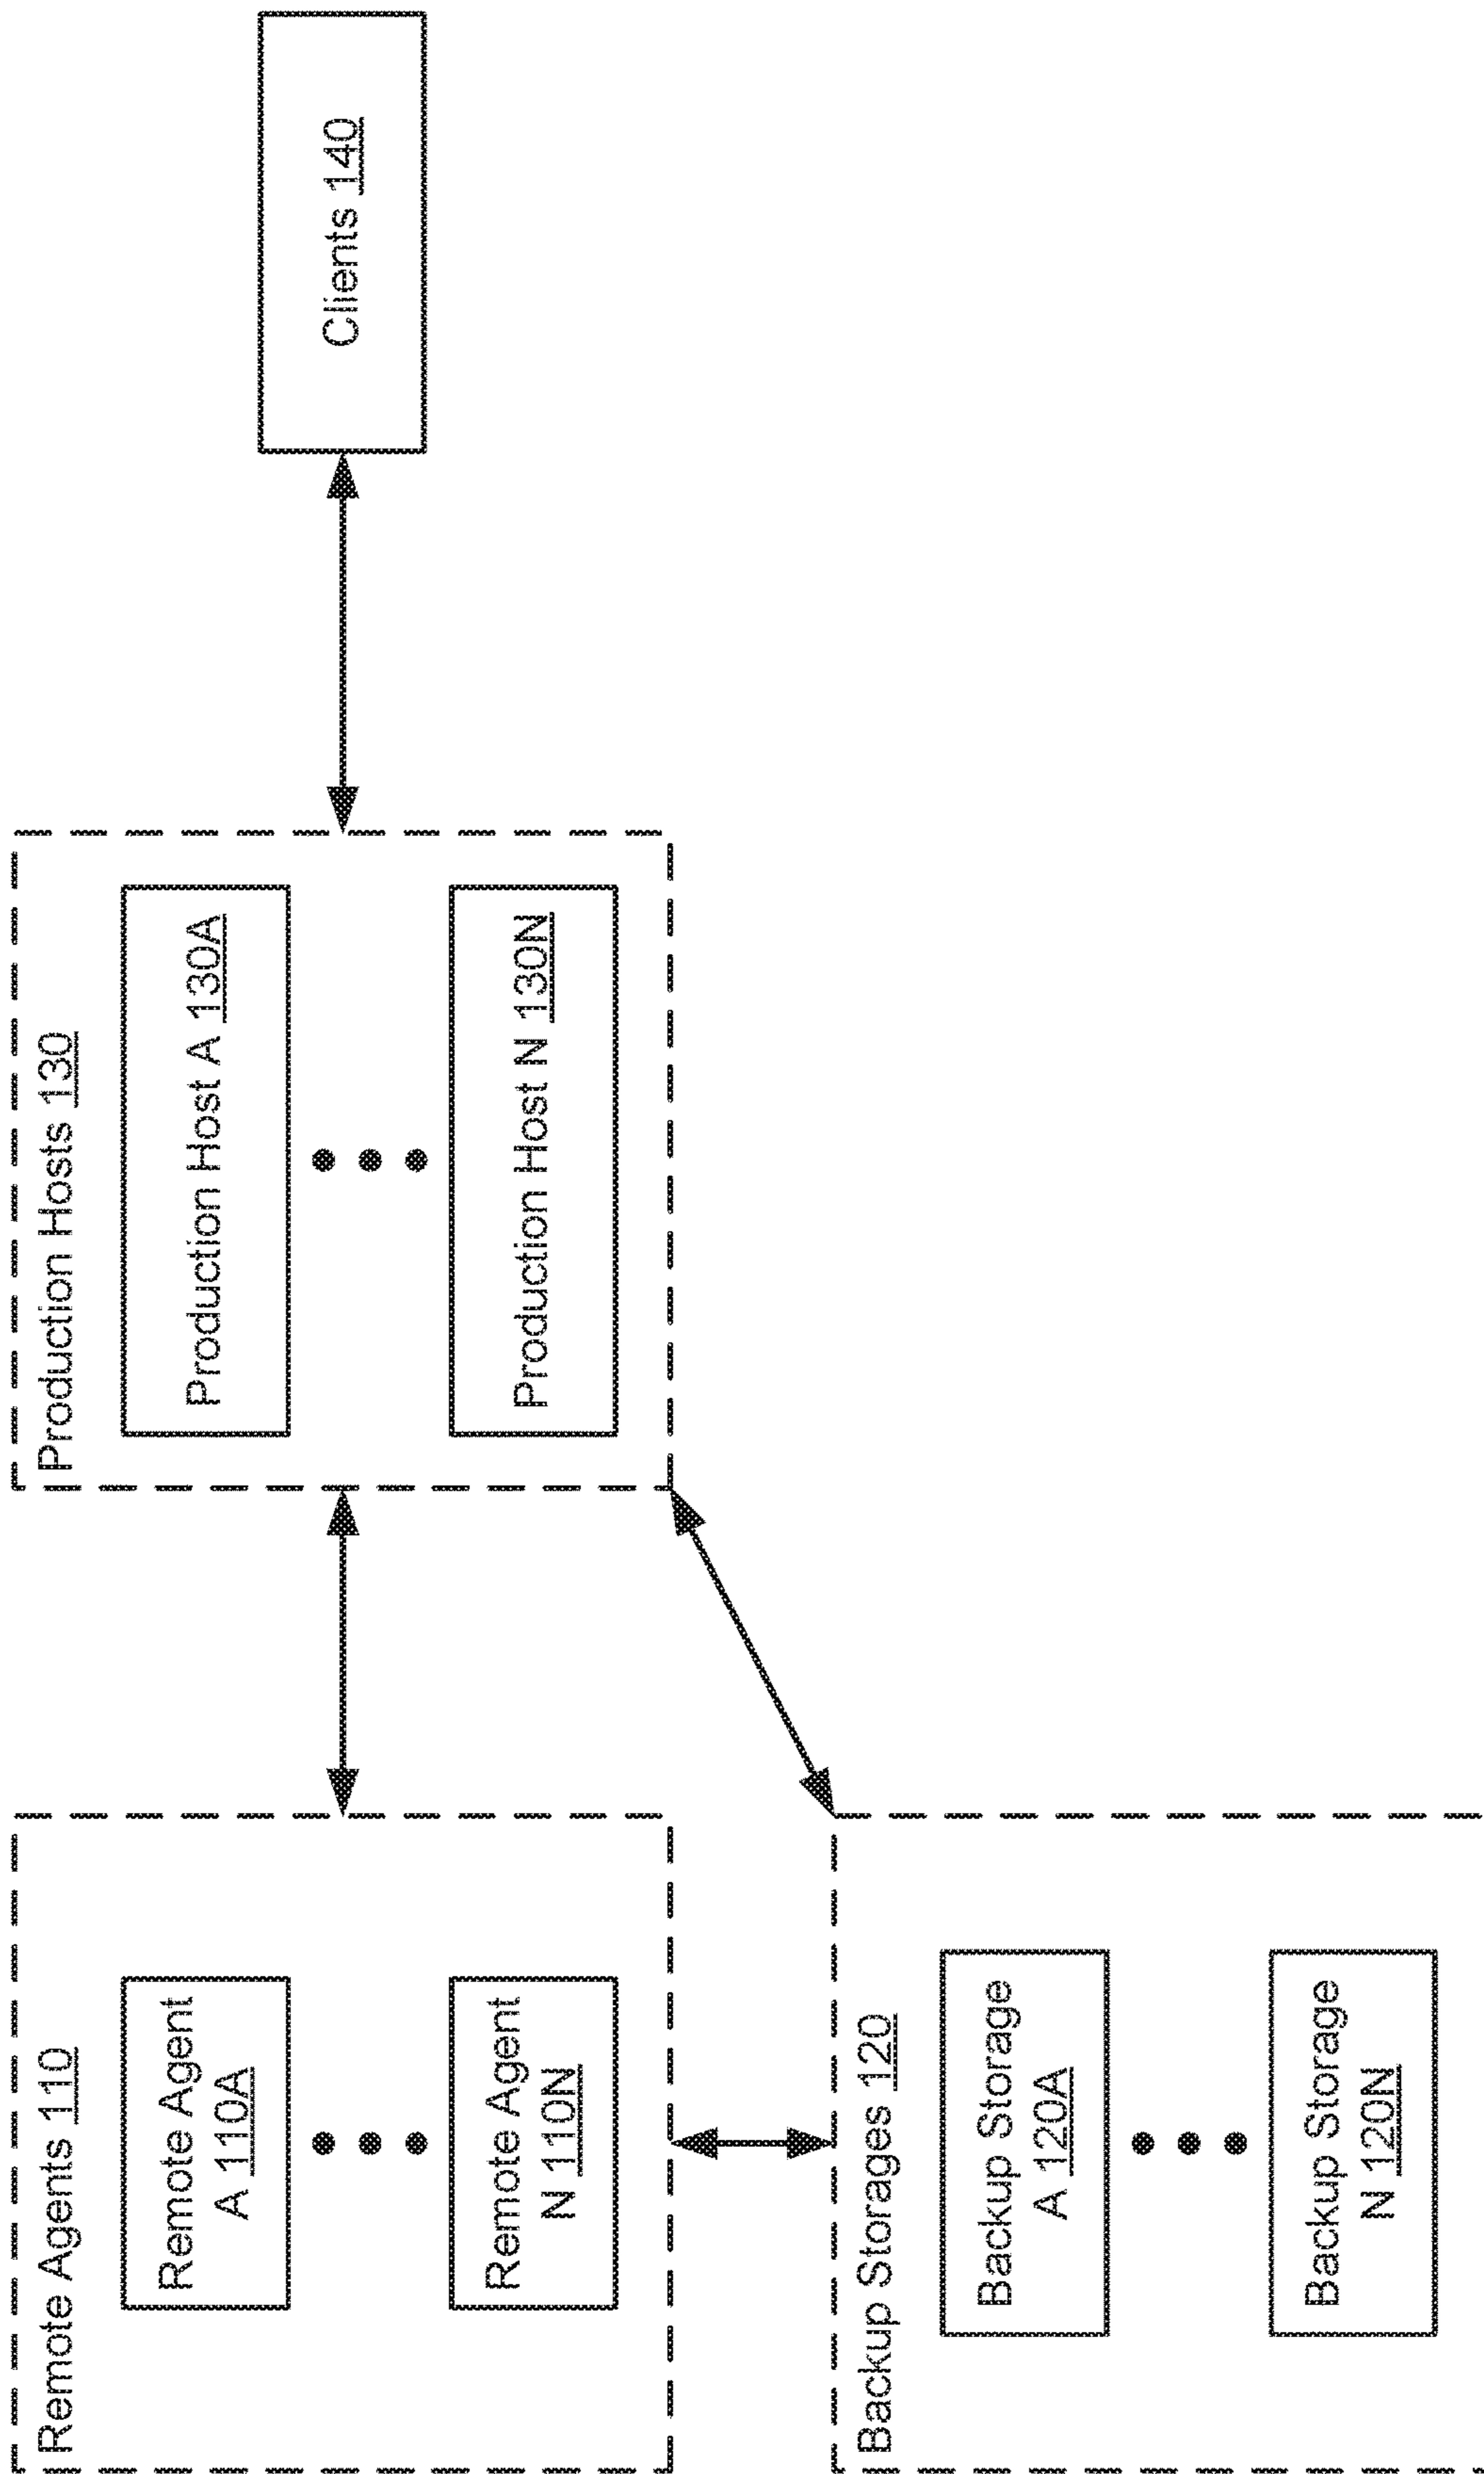 Remote Agents 110
Remote Agent
A 110A
Remote Agent
N 110N
Production Hosts 130
Production Host A 130A
Production Host N 130N
Clients 140
Backup Storages 120
Backup Storage
A 120A
Backup Storage
N 120N